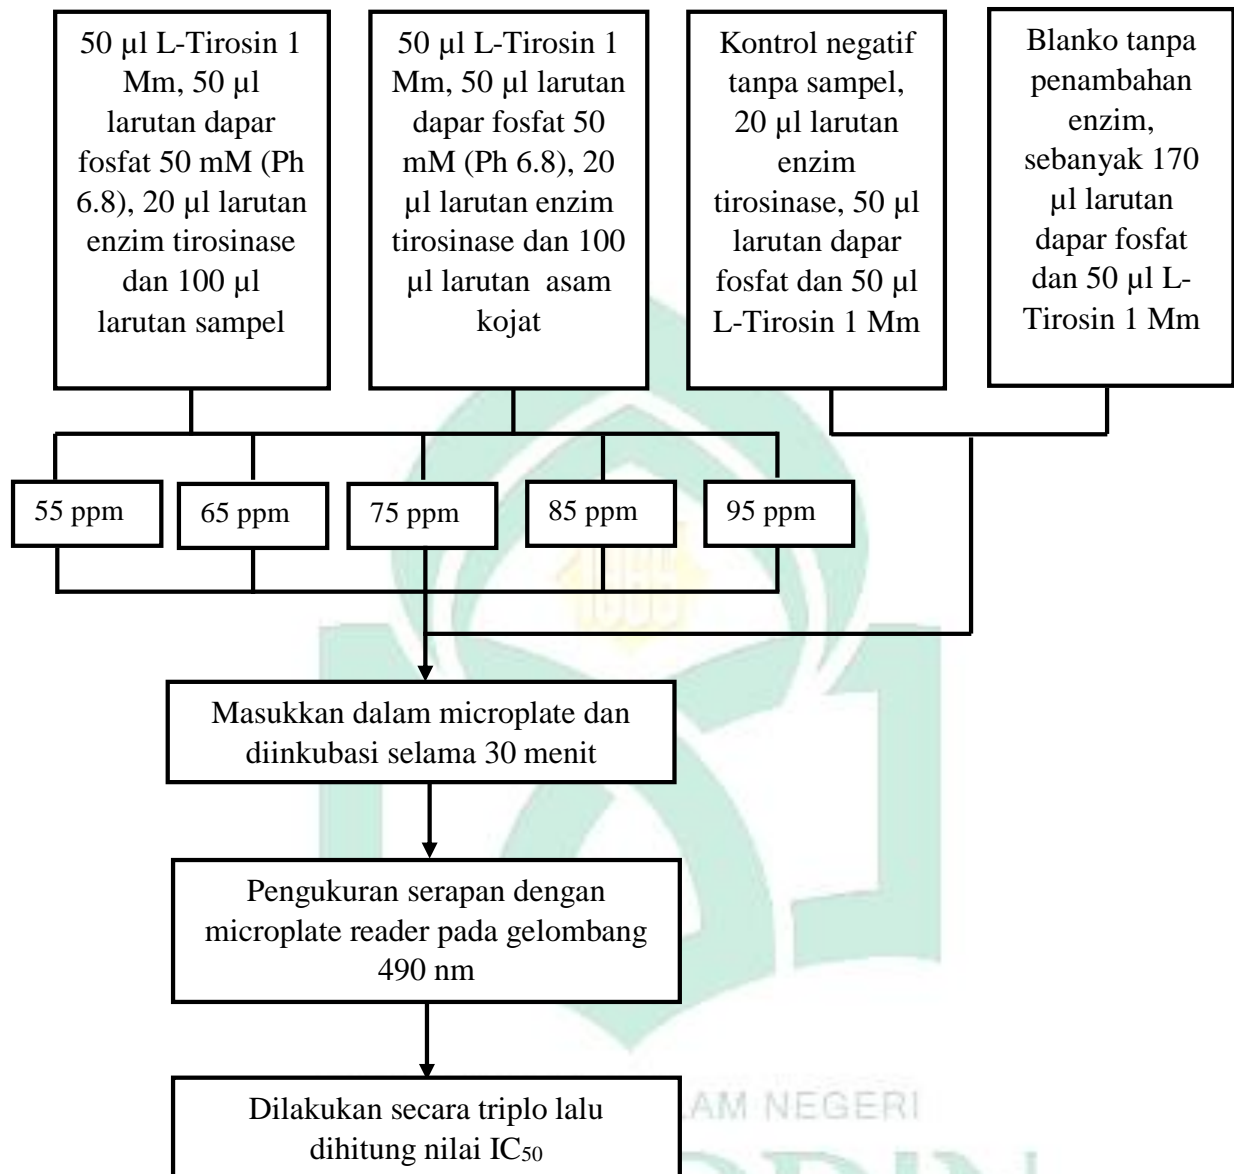 50 µl L-Tirosin 1
Mm, 50 µl
larutan dapar
fosfat 50 mM (Ph
6.8), 20 µl larutan
enzim tirosinase
dan 100 µl
larutan sampel
50 µl L-Tirosin 1
Mm, 50 µl larutan
dapar fosfat 50
mM (Ph 6.8), 20
µl larutan enzim
tirosinase dan 100
µl larutan asam
kojat
Kontrol negatif
tanpa sampel,
20 µl larutan
enzim
tirosinase, 50 µl
larutan dapar
fosfat dan 50 µl
L-Tirosin 1 Mm
Blanko tanpa
penambahan
enzim,
sebanyak 170
µl larutan
dapar fosfat
dan 50 µl L-
Tirosin 1 Mm
55 ppm
65 ppm
75 ppm
85 ppm
95 ppm
1965
Masukkan dalam microplate dan
diinkubasi selama 30 menit
Pengukuran serapan dengan
microplate reader pada gelombang
490 nm
Dilakukan secara triplo lalu
dihitung nilai IC50
LAM NEGERI